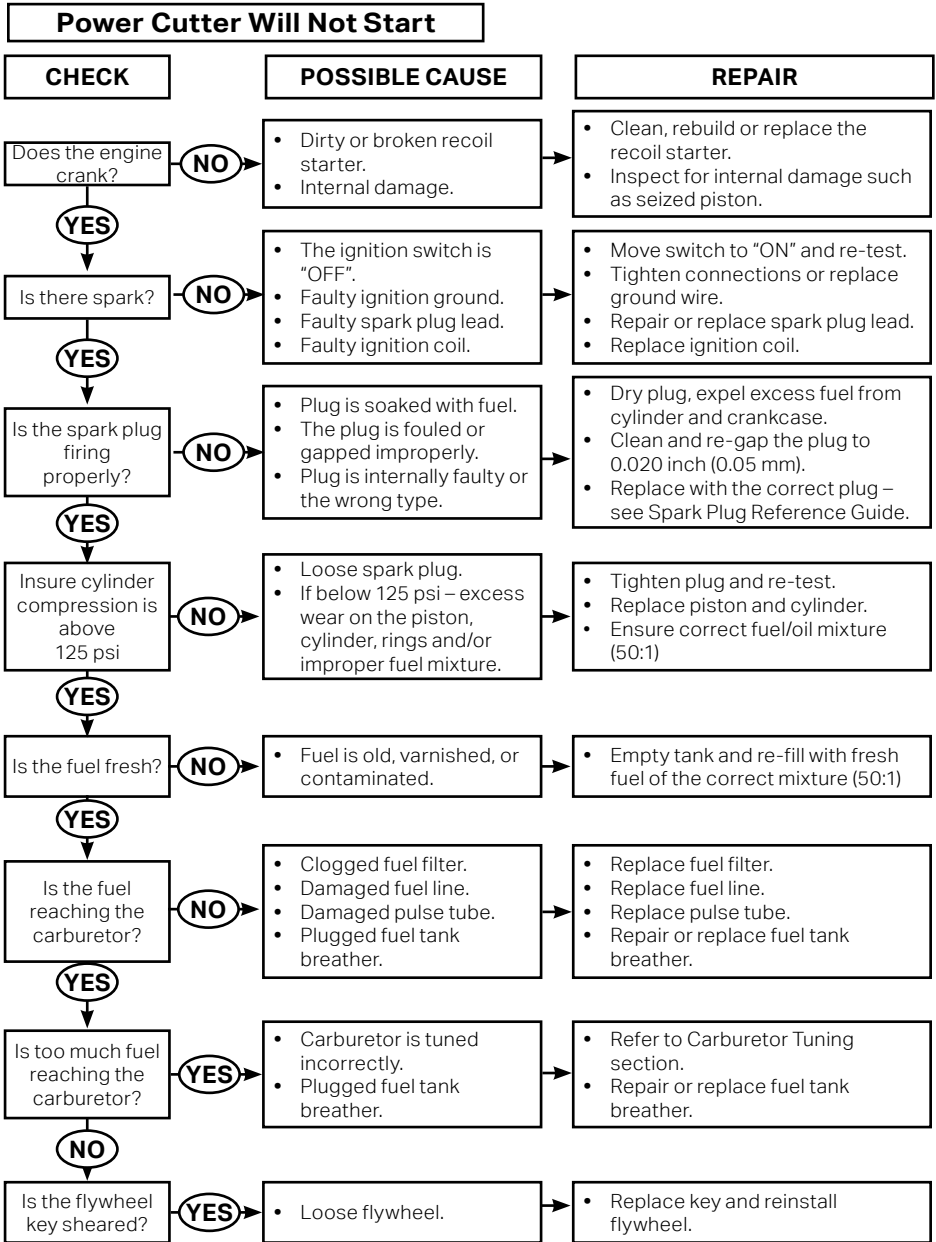 Power Cutter Will Not Start
CHECK
POSSIBLE CAUSE
REPAIR
Does the engine
crank?
NO
• Dirty or broken recoil
starter.
• Internal damage.
• Clean, rebuild or replace the
recoil starter.
• Inspect for internal damage such
as seized piston.
YES
Is there spark?
NO
• The ignition switch is
“OFF”.
• Faulty ignition ground.
• Faulty spark plug lead.
• Faulty ignition coil.
• Move switch to “ON” and re-test.
• Tighten connections or replace
ground wire.
• Repair or replace spark plug lead.
• Replace ignition coil.
YES
Is the spark plug
firing
properly?
NO
• Plug is soaked with fuel.
• The plug is fouled or
gapped improperly.
• Plug is internally faulty or
the wrong type.
• Dry plug, expel excess fuel from
cylinder and crankcase.
• Clean and re-gap the plug to
0.020 inch (0.05 mm).
• Replace with the correct plug –
see Spark Plug Reference Guide.
YES
Insure cylinder
compression is
above
125 psi
NO
• Loose spark plug.
• If below 125 psi – excess
wear on the piston,
cylinder, rings and/or
improper fuel mixture.
• Tighten plug and re-test.
• Replace piston and cylinder.
• Ensure correct fuel/oil mixture
(50:1)
YES
Is the fuel fresh?
NO
• Fuel is old, varnished, or
contaminated.
• Empty tank and re-fill with fresh
fuel of the correct mixture (50:1)
YES
Is the fuel
reaching the
carburetor?
NO
• Clogged fuel filter.
• Damaged fuel line.
• Damaged pulse tube.
• Plugged fuel tank
breather.
• Replace fuel filter.
• Replace fuel line.
• Replace pulse tube.
• Repair or replace fuel tank
breather.
YES
Is too much fuel
reaching the
carburetor?
YES
• Carburetor is tuned
incorrectly.
• Plugged fuel tank
breather.
• Refer to Carburetor Tuning
section.
• Repair or replace fuel tank
breather.
NO
Is the flywheel
key sheared?
YES
• Loose flywheel.
• Replace key and reinstall
flywheel.